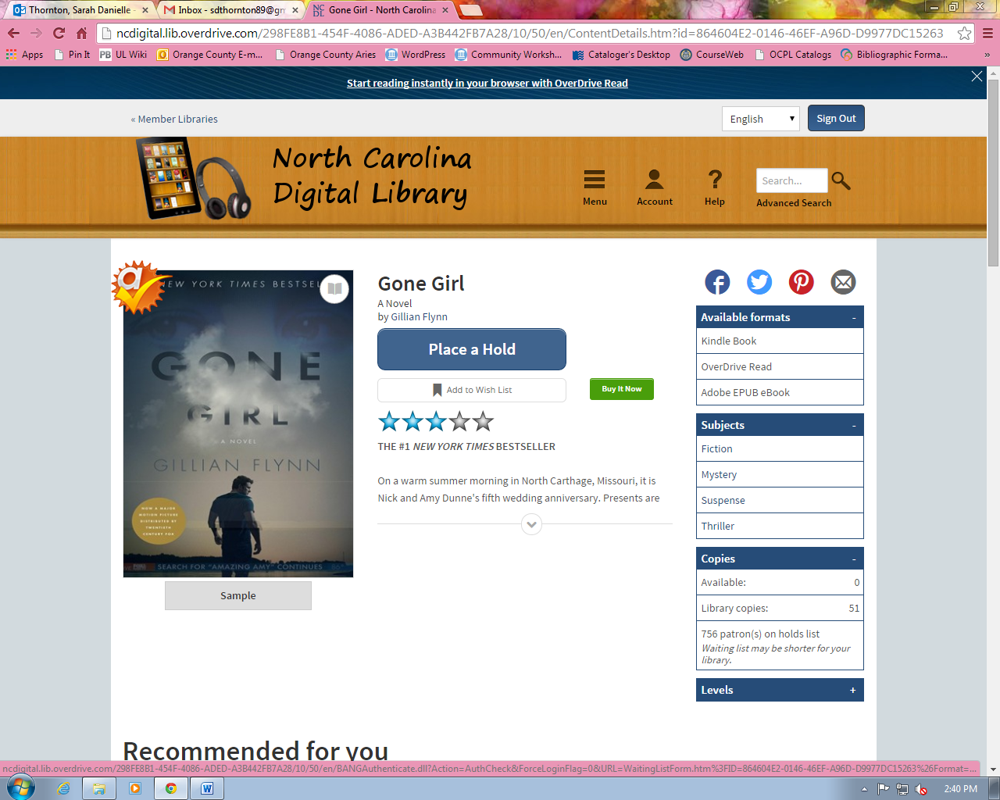 Thornton, Sarah Danielle -
Inbox - sdthornton89@gm
Gone Girl - North Carolina
ncdigital.lib.overdrive.com/298FE8B1-454F-4086-ADED-A3B442FB7A28/10/50/en/ContentDetails.htm?id=864604E2-0146-46EF-A96D-D9977DC15263
Apps
Pin It
UL Wiki
Orange County E-m...
Orange County Aries
WordPress
Community Worksh...
Cataloger's Desktop
CourseWeb
OCPL Catalogs
Bibliographic Forma...
»
Start reading instantly in your browser with OverDrive Read
« Member Libraries
English
Sign Out
North Carolina
Digital Library
Menu
Account
Help
Search...
Advanced Search
NEW YORK TIMES BESTSEL
GONE
GIRL
A NOVEL
GILLIAN FLYNN
NOW A MAJOR
MOTION PICTURE
DISTRIBUTED BY
TWENTIETH
CENTURY FOX
SEARCH FOR "AMAZING AMY" CONTINUES
Sample
Gone Girl
A Novel
by Gillian Flynn
Place a Hold
Add to Wish List
Buy It Now
THE #1 NEW YORK TIMES BESTSELLER
On a warm summer morning in North Carthage, Missouri, it is
Nick and Amy Dunne's fifth wedding anniversary. Presents are
Available formats -
Kindle Book
OverDrive Read
Adobe EPUB eBook
Subjects -
Fiction
Mystery
Suspense
Thriller
Copies -
Available: 0
Library copies: 51
756 patron(s) on holds list
Waiting list may be shorter for your
library.
Levels +
Recommended for you
ncdigital.lib.overdrive.com/298FE8B1-454F-4086-ADED-A3B442FB7A28/10/50/en/BANGAuthenticate.dll?Action=AuthCheck&ForceLoginFlag=0&URL=WaitingListForm.htm%3FID=864604E2-0146-46EF-A96D-D9977DC15263%26Format=...
2:40 PM